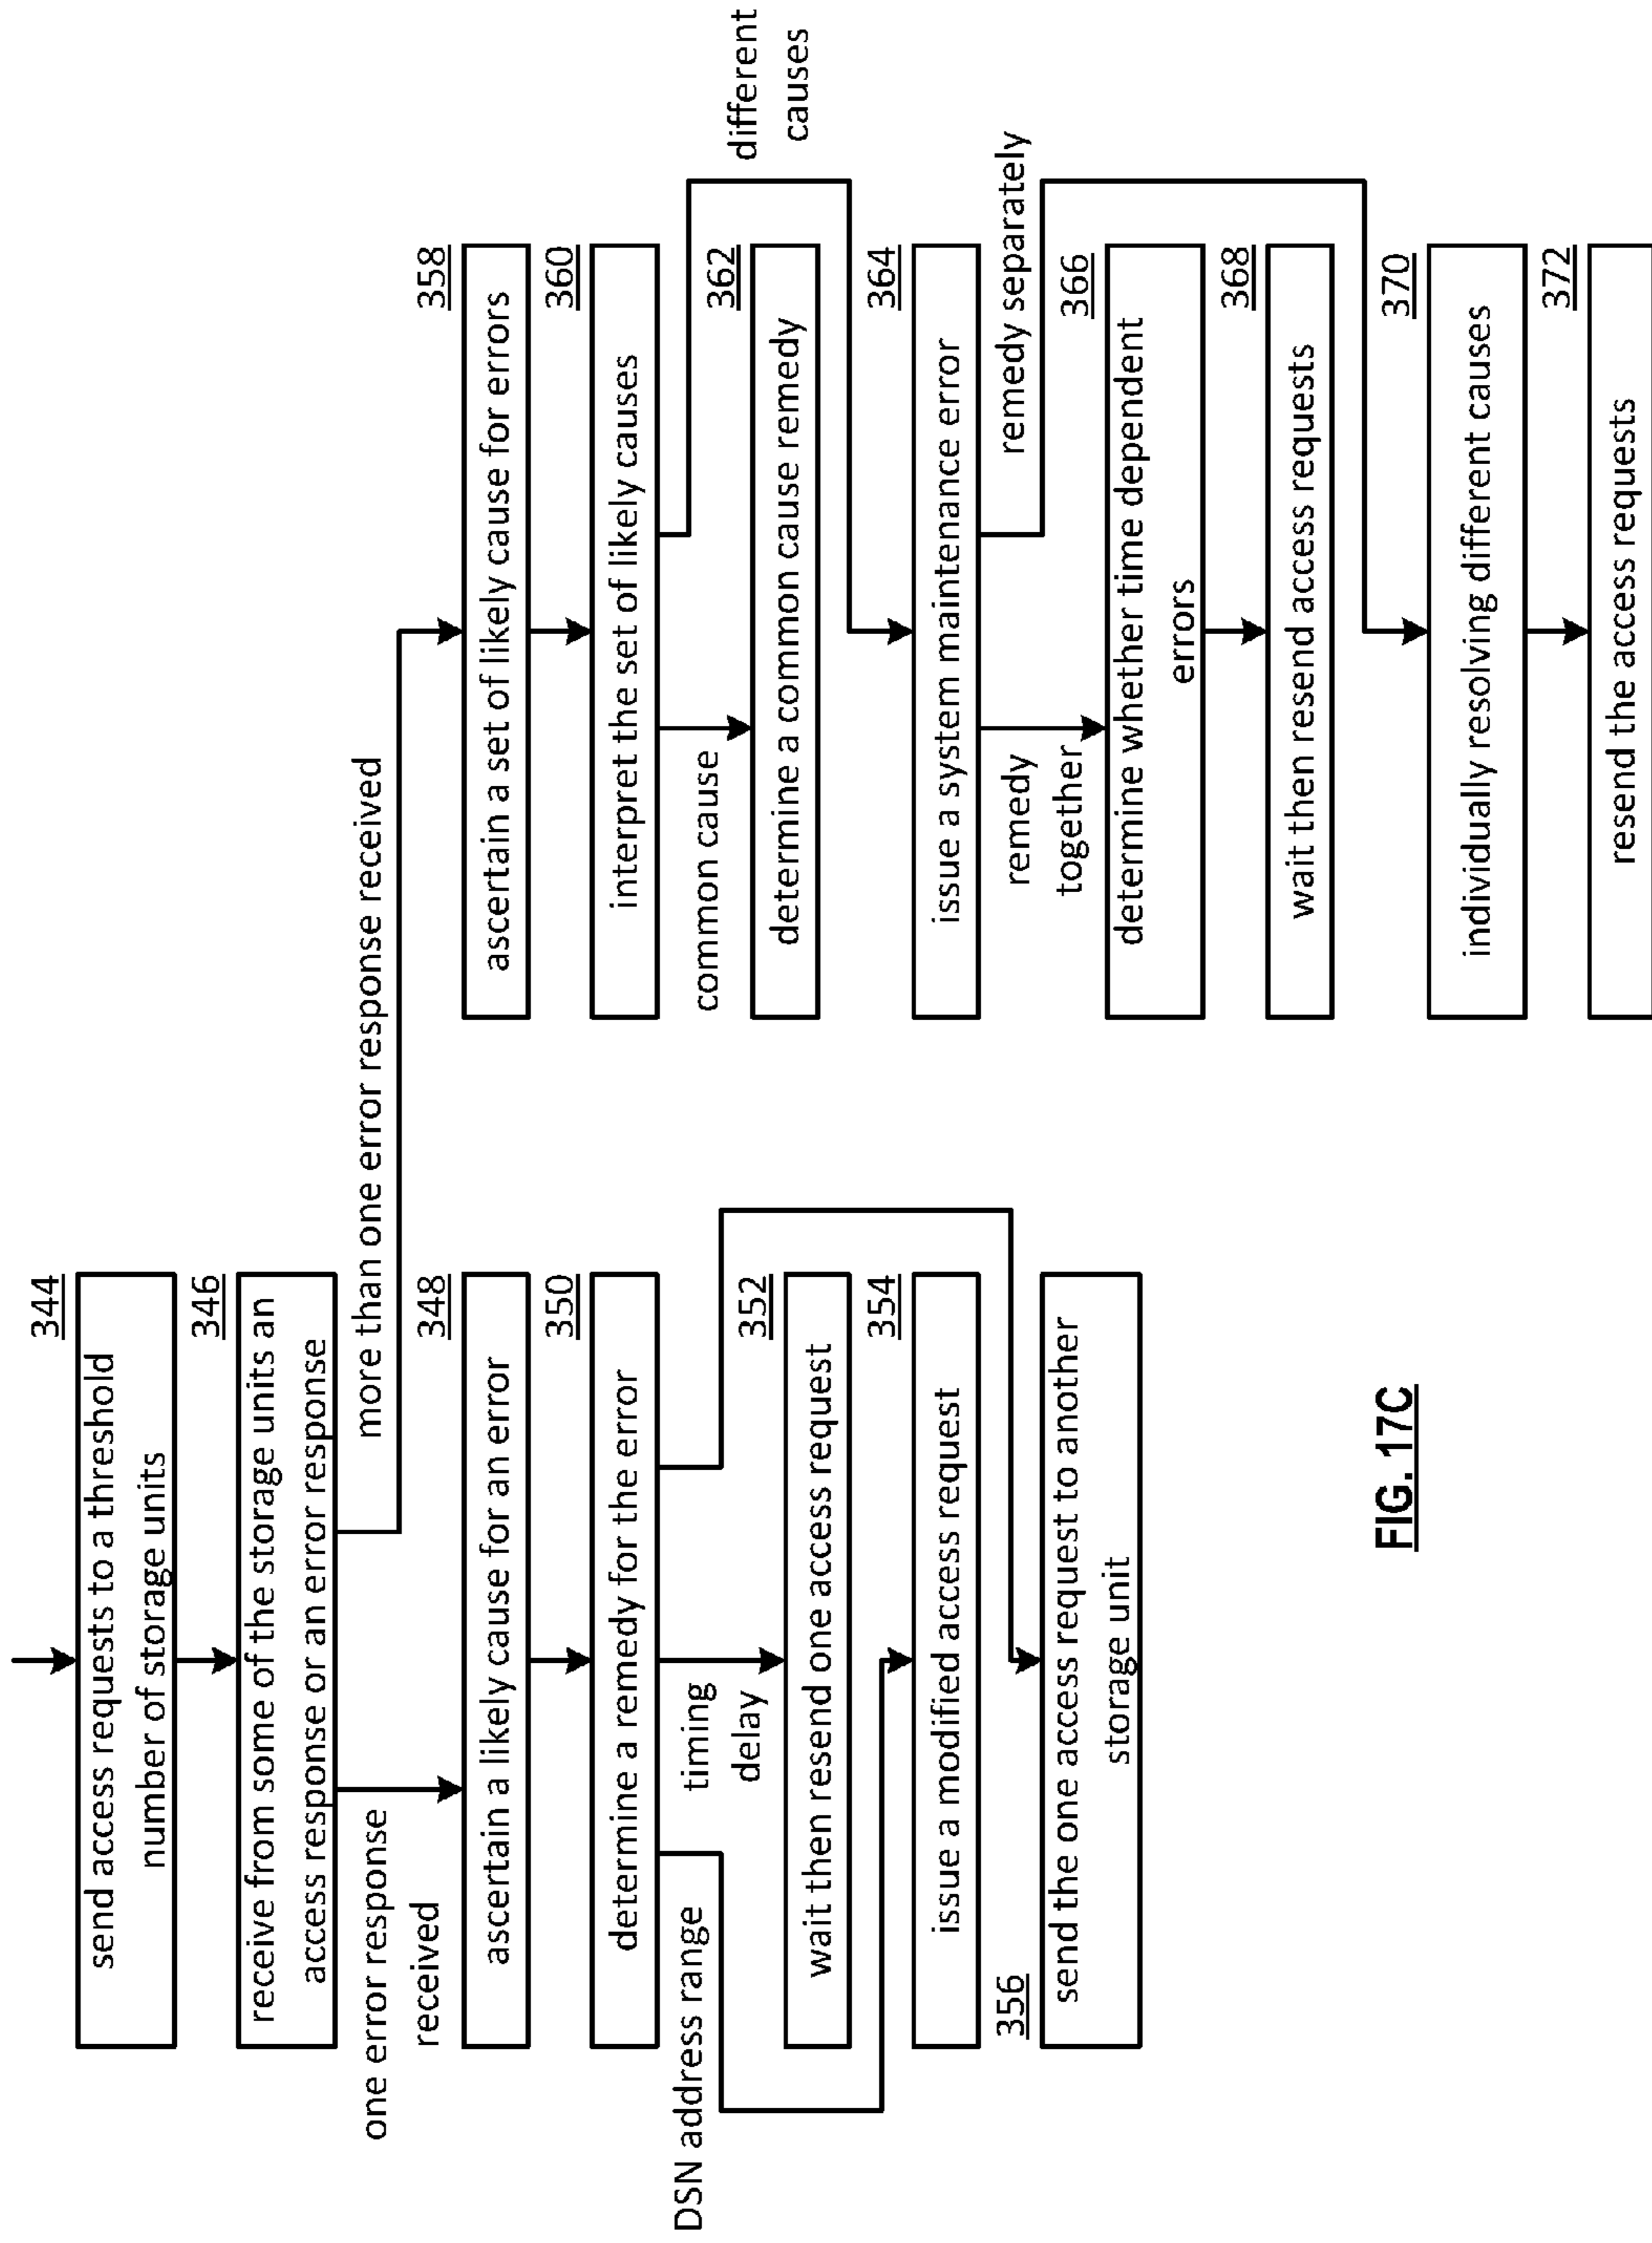 344
send access requests to a threshold
number of storage units
346
receive from some of the storage units an
access response or an error response
one error response
received
more than one error response received
348
ascertain a likely cause for an error
350
determine a remedy for the error
DSN address range
timing
delay
352
wait then resend one access request
354
issue a modified access request
356
send the one access request to another
storage unit
358
ascertain a set of likely cause for errors
360
interpret the set of likely causes
common cause
different
causes
362
determine a common cause remedy
364
issue a system maintenance error
remedy
together
remedy separately
366
determine whether time dependent
errors
368
wait then resend access requests
370
individually resolving different causes
372
resend the access requests
FIG. 17C